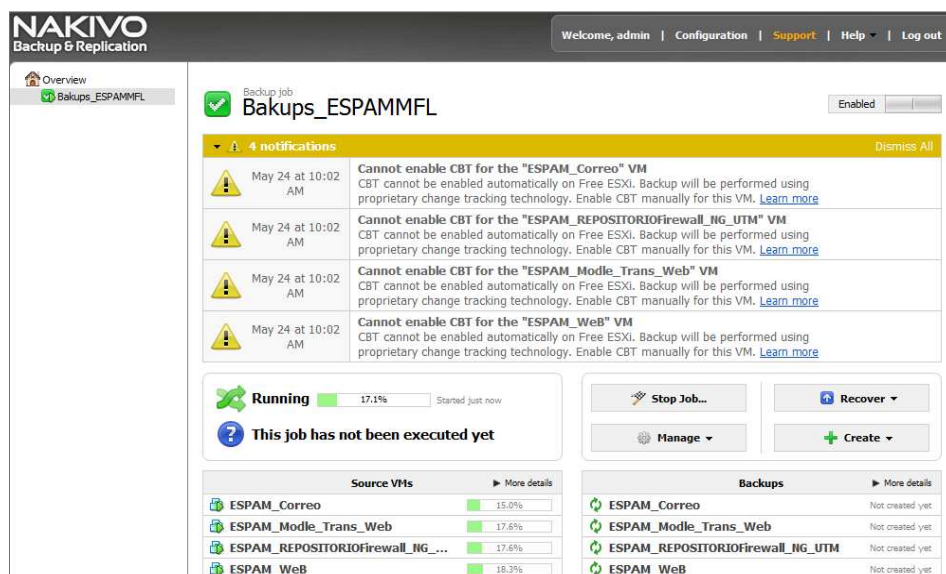 NAKIVO
Backup & Replication
Welcome, admin | Configuration | Support | Help | Log out
Overview
Bakups_ESPAMMFL
Backup job
Bakups_ESPAMMFL
Enabled
4 notifications
Dismiss All
May 24 at 10:02 AM
Cannot enable CBT for the "ESPAM_Correo" VM
CBT cannot be enabled automatically on Free ESXi. Backup will be performed using
proprietary change tracking technology. Enable CBT manually for this VM. Learn more
May 24 at 10:02 AM
Cannot enable CBT for the "ESPAM_REPOSITORIOFirewall_NG_UTM" VM
CBT cannot be enabled automatically on Free ESXi. Backup will be performed using
proprietary change tracking technology. Enable CBT manually for this VM. Learn more
May 24 at 10:02 AM
Cannot enable CBT for the "ESPAM_Modle_Trans_Web" VM
CBT cannot be enabled automatically on Free ESXi. Backup will be performed using
proprietary change tracking technology. Enable CBT manually for this VM. Learn more
May 24 at 10:02 AM
Cannot enable CBT for the "ESPAM_WeB" VM
CBT cannot be enabled automatically on Free ESXi. Backup will be performed using
proprietary change tracking technology. Enable CBT manually for this VM. Learn more
Running 17.1% Started just now
This job has not been executed yet
Stop Job...
Recover
Manage
Create
Source VMs More details
ESPAM_Correo 15.0%
ESPAM_Modle_Trans_Web 17.6%
ESPAM_REPOSITORIOFirewall_NG_... 17.6%
ESPAM_WeB 18.3%
Backups More details
ESPAM_Correo Not created yet
ESPAM_Modle_Trans_Web Not created yet
ESPAM_REPOSITORIOFirewall_NG_UTM Not created yet
ESPAM_WeB Not created yet